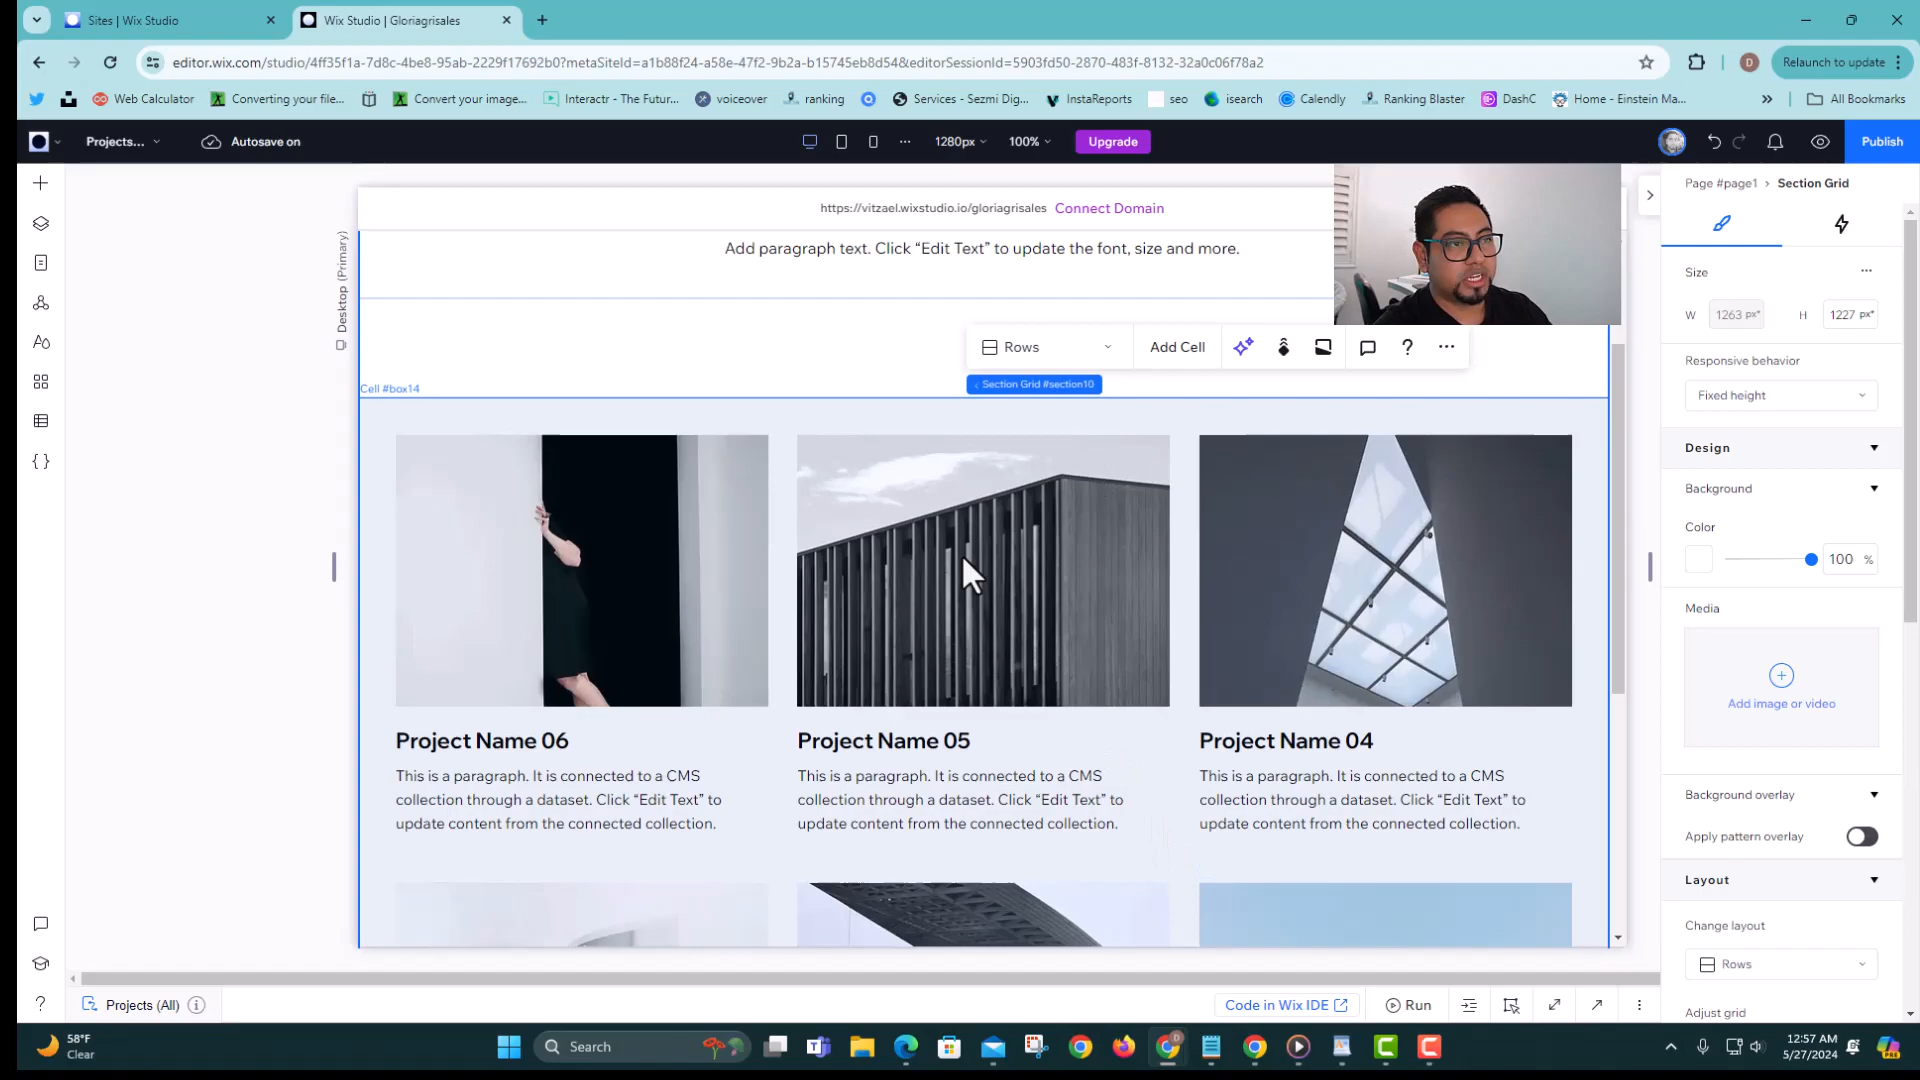 Sites | Wix Studio
Wix Studio | Gloriagrisales
editor.wix.com/studio/4ff35f1a-7d8c-4be8-95ab-2229f17692b0?metaSiteId=a1b88f24-a58e-47f2-9b2a-b15745eb8d54&editorSessionId=5903fd50-2870-483f-8132-32a0c06f78a2
D
Relaunch to update
Web Calculator
Converting your file...
Convert your image...
Interactr - The Futur...
voiceover
ranking
Services - Sezmi Dig...
InstaReports
seo
isearch
Calendly
Ranking Blaster
DashC
Home - Einstein Ma...
All Bookmarks
Projects...
Autosave on
1280px
100%
Upgrade
Publish
https://vitzael.wixstudio.io/gloriagrisales Connect Domain
Page #page1 > Section Grid
Desktop (Primary)
Add paragraph text. Click “Edit Text” to update the font, size and more.
Size
W 1263 px*
H 1227 px*
Rows
Add Cell
?
Responsive behavior
Fixed height
Cell #box14
Section Grid #section10
Design
Background
Color
100 %
Media
Add image or video
Project Name 06
This is a paragraph. It is connected to a CMS
collection through a dataset. Click “Edit Text” to
update content from the connected collection.
Project Name 05
This is a paragraph. It is connected to a CMS
collection through a dataset. Click “Edit Text” to
update content from the connected collection.
Project Name 04
This is a paragraph. It is connected to a CMS
collection through a dataset. Click “Edit Text” to
update content from the connected collection.
Background overlay
Apply pattern overlay
Layout
Change layout
Rows
Adjust grid
?
Projects (All)
Code in Wix IDE
Run
58°F
Clear
Search
12:57 AM
5/27/2024
PRE